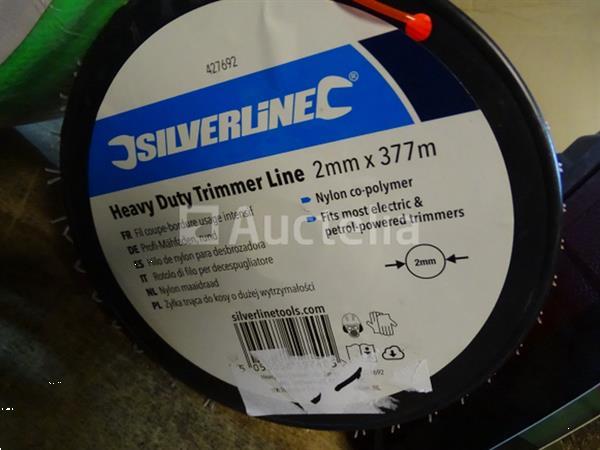 427692
SILVERLINE
®
Heavy Duty Trimmer Line 2mm x 377m
Nylon co-polymer
Fits most electric &
petrol-powered trimmers
FR Fil coupe-bordure usage intensif
DE Profi-Mähfaden, rund
ES Hilo de nylon para desbrozadora
IT Rotolo di filo per decespugliatore
NL Nylon maaidraad
PL Żyłka tnąca do kosy o dużej wytrzymałości
2mm
silverlinetools.com
Auctelia